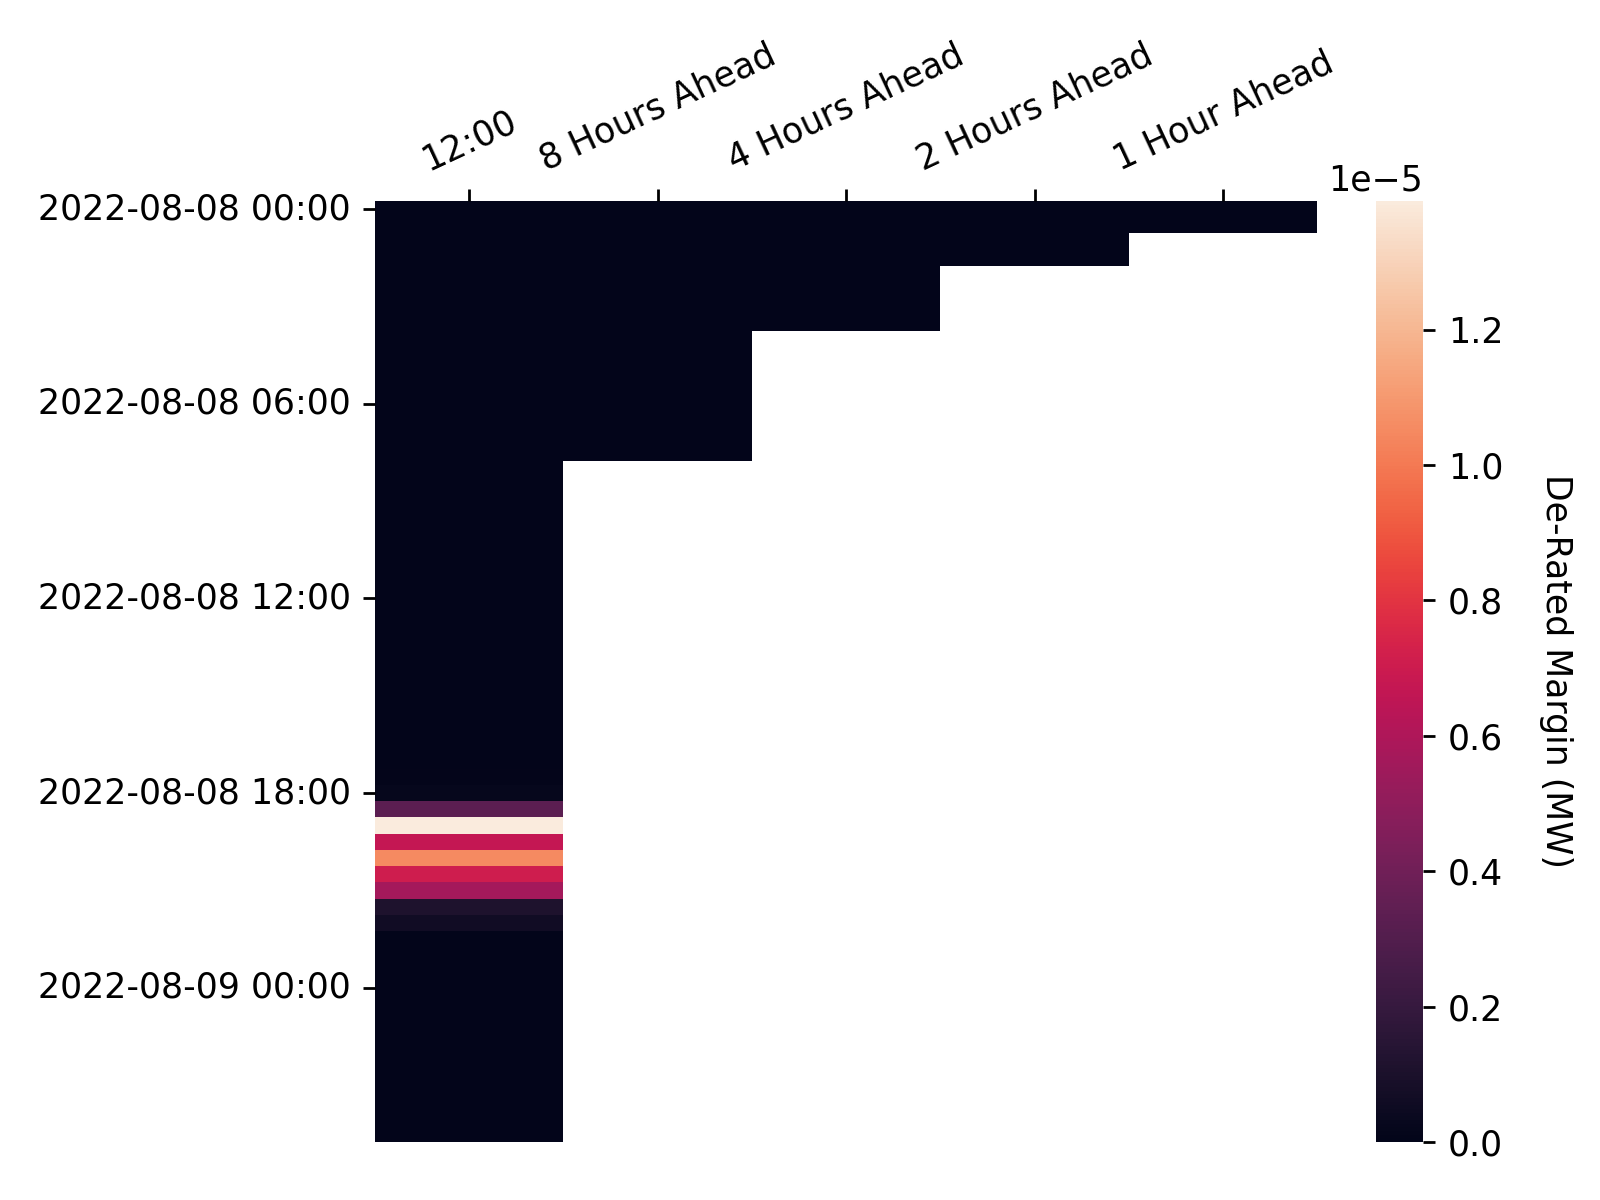 12:00
8 Hours Ahead
4 Hours Ahead
2 Hours Ahead
1 Hour Ahead
1e−5
2022-08-08 00:00
2022-08-08 06:00
2022-08-08 12:00
2022-08-08 18:00
2022-08-09 00:00
1.2
1.0
0.8
0.6
0.4
0.2
0.0
De-Rated Margin (MW)